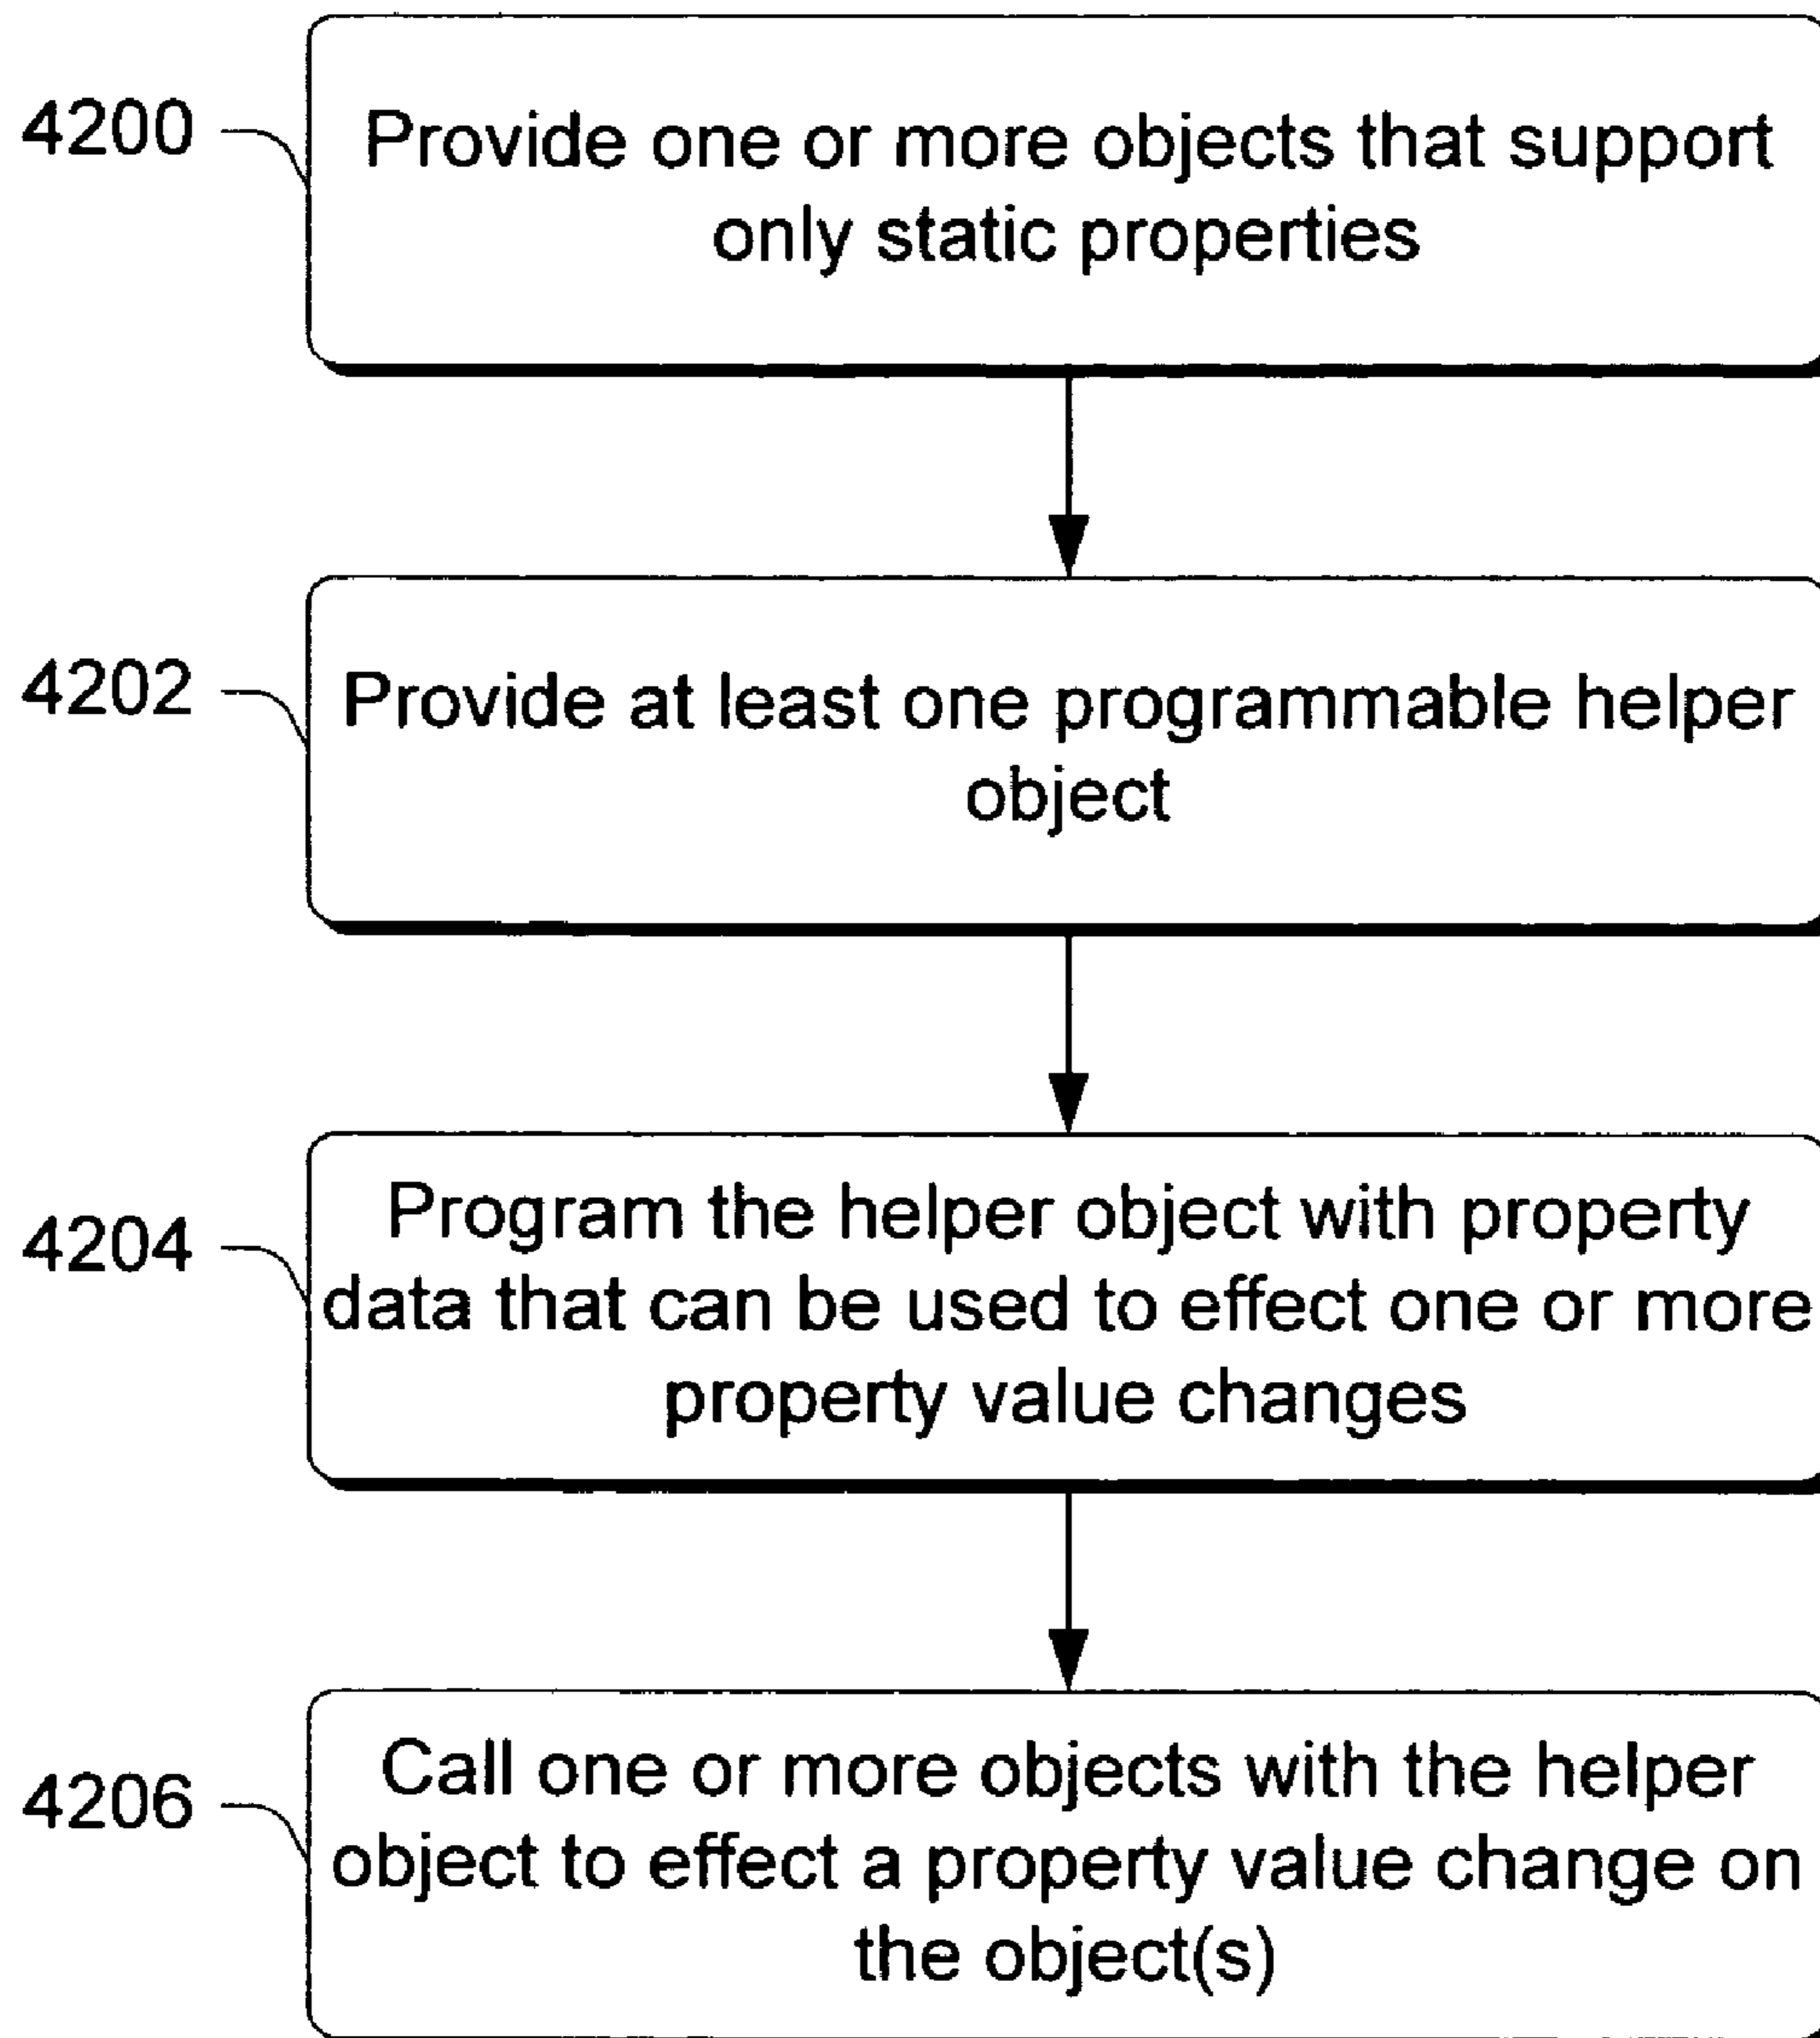 4200
Provide one or more objects that support
only static properties
4202
Provide at least one programmable helper
object
4204
Program the helper object with property
data that can be used to effect one or more
property value changes
4206
Call one or more objects with the helper
object to effect a property value change on
the object(s)